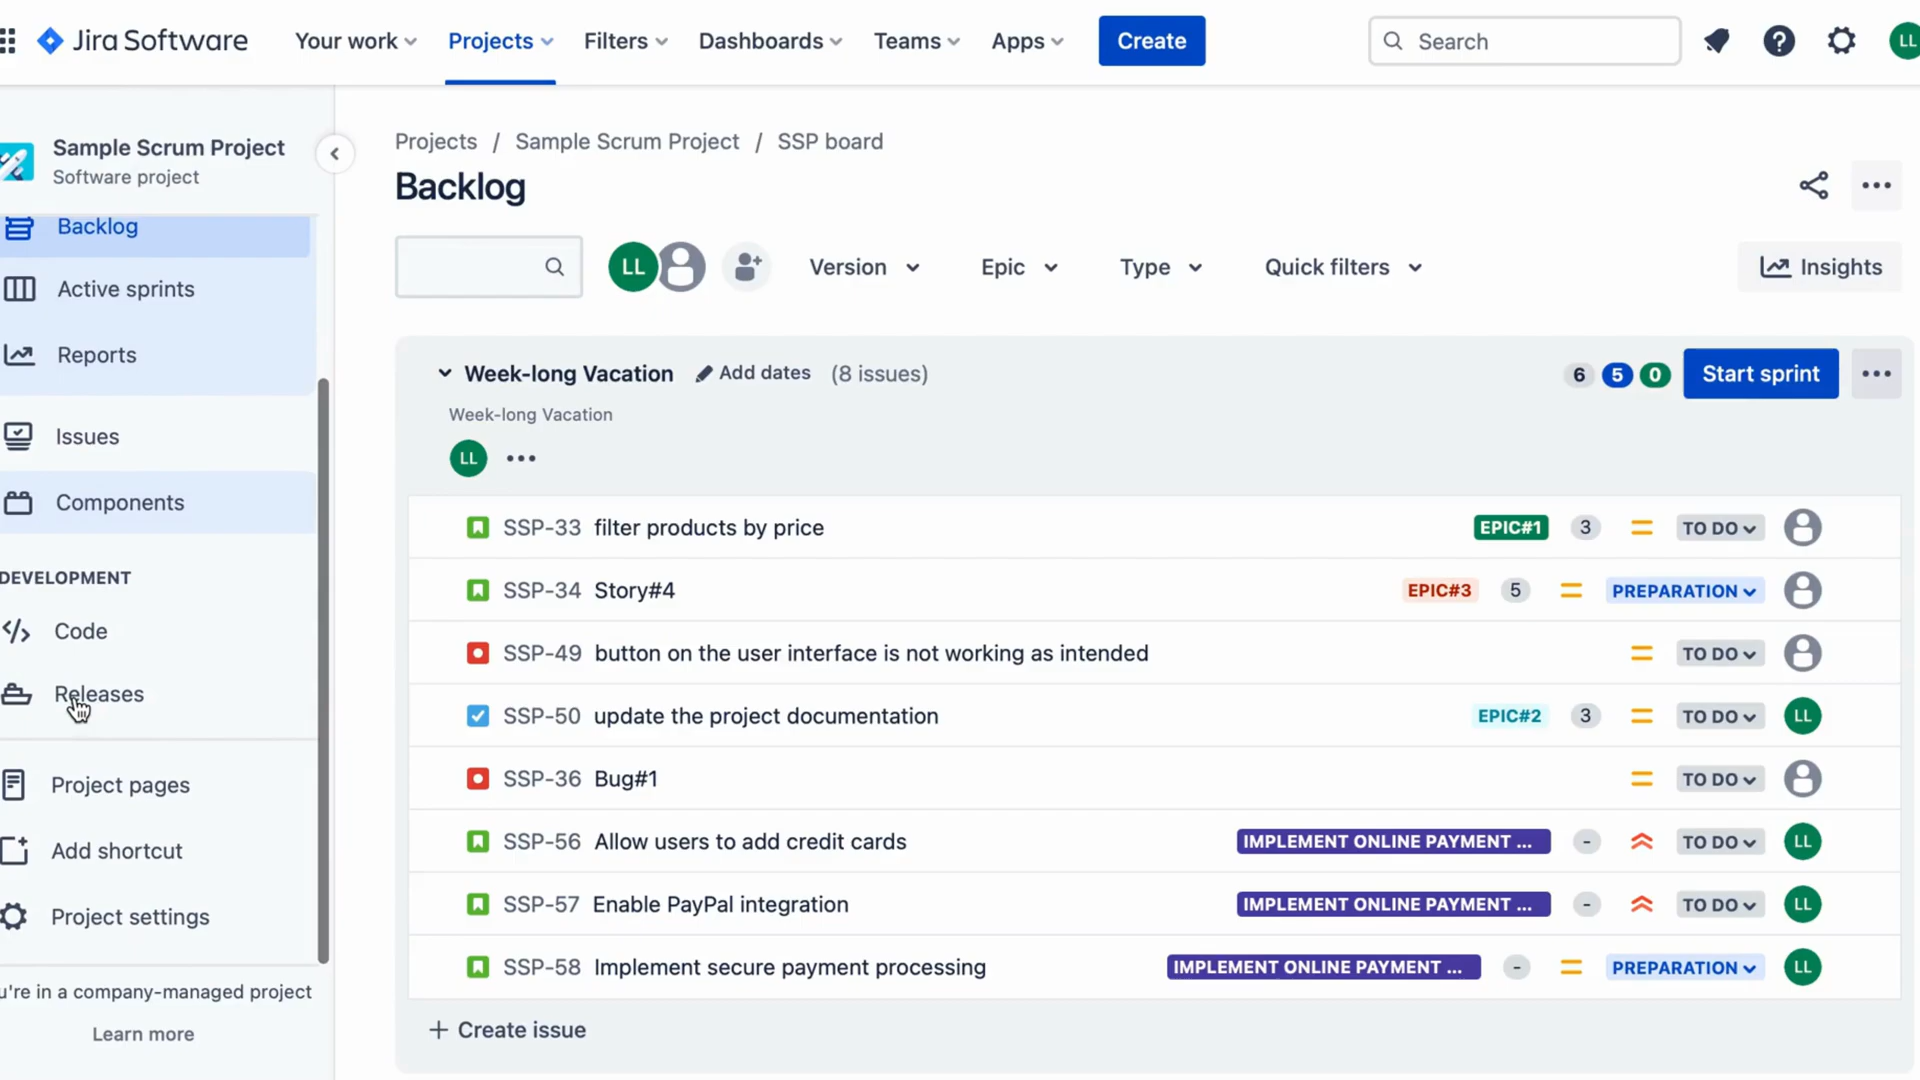 Jira Software
Your work
Projects
Filters
Dashboards
Teams
Apps
Create
Search
LL
Sample Scrum Project
Software project
Backlog
Active sprints
Reports
Issues
Components
DEVELOPMENT
Code
Releases
Project pages
Add shortcut
Project settings
u're in a company-managed project
Learn more
Projects / Sample Scrum Project / SSP board
Backlog
LL
Version
Epic
Type
Quick filters
Insights
Week-long Vacation Add dates (8 issues)
6 5 0 Start sprint
Week-long Vacation
LL
SSP-33 filter products by price EPIC#1 3 TO DO
SSP-34 Story#4 EPIC#3 5 PREPARATION
SSP-49 button on the user interface is not working as intended TO DO
SSP-50 update the project documentation EPIC#2 3 TO DO LL
SSP-36 Bug#1 TO DO
SSP-56 Allow users to add credit cards IMPLEMENT ONLINE PAYMENT ... - TO DO LL
SSP-57 Enable PayPal integration IMPLEMENT ONLINE PAYMENT ... - TO DO LL
SSP-58 Implement secure payment processing IMPLEMENT ONLINE PAYMENT ... - PREPARATION LL
+ Create issue